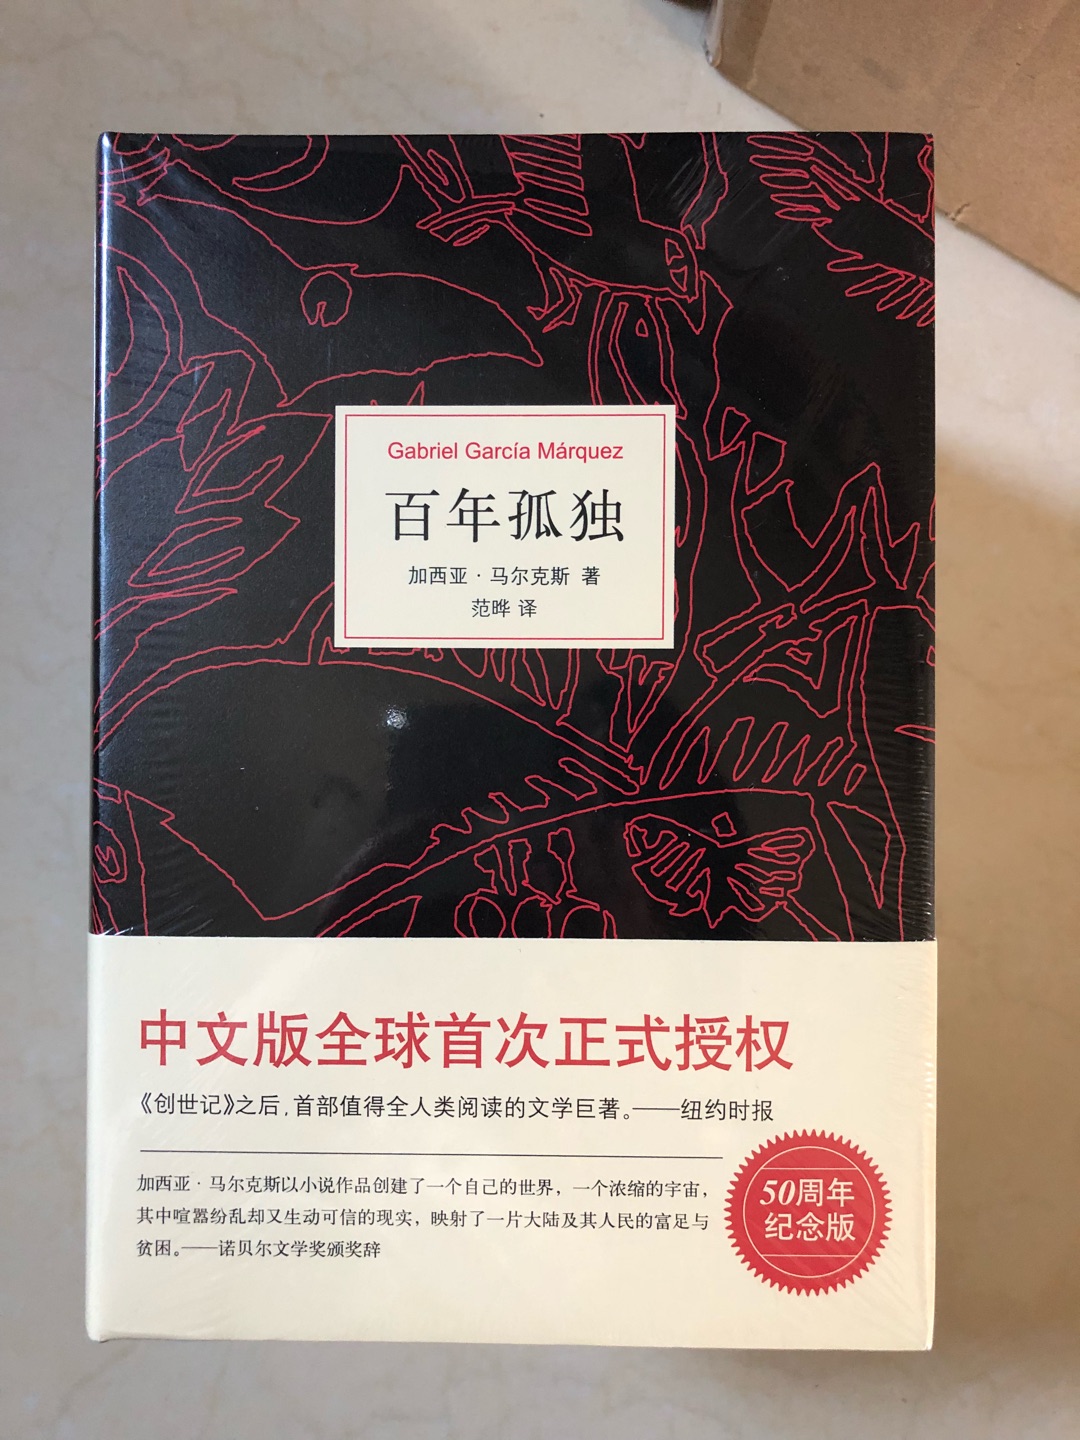 Gabriel García Márquez
百年孤独
加西亚·马尔克斯 著
范晔 译
中文版全球首次正式授权
《创世记》之后，首部值得全人类阅读的文学巨著。——纽约时报
加西亚·马尔克斯以小说作品创建了一个自己的世界，一个浓缩的宇宙，
其中喧嚣纷乱却又生动可信的现实，映射了一片大陆及其人民的富足与
贫困。——诺贝尔文学奖颁奖辞
50周年
纪念版